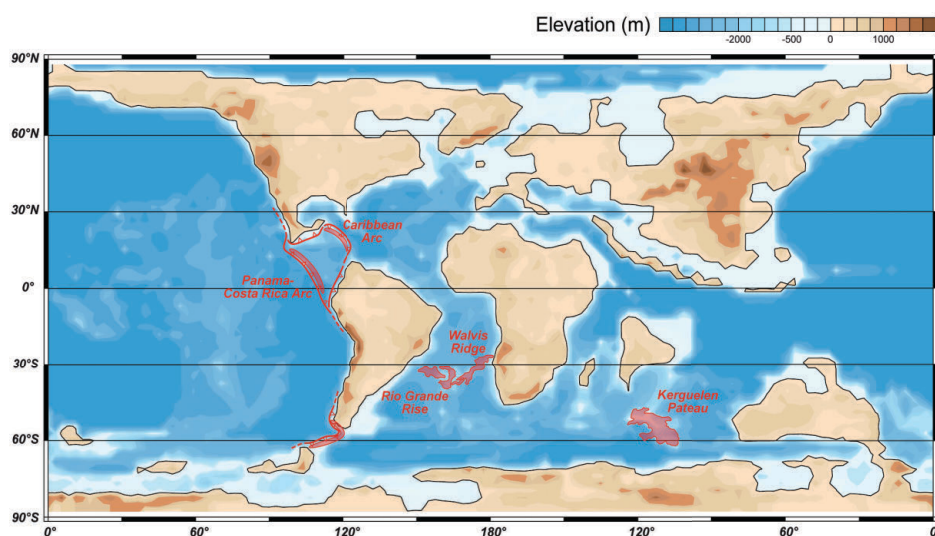 Elevation (m)
-2000 -500 0 1000
90°N
60°N
30°N
0°
30°S
60°S
90°S
Caribbean
Arc
Panama-
Costa Rica Arc
Walvis
Ridge
Rio Grande
Rise
Kerguelen
Pateau
0° 60° 120° 180° 120° 60° 0